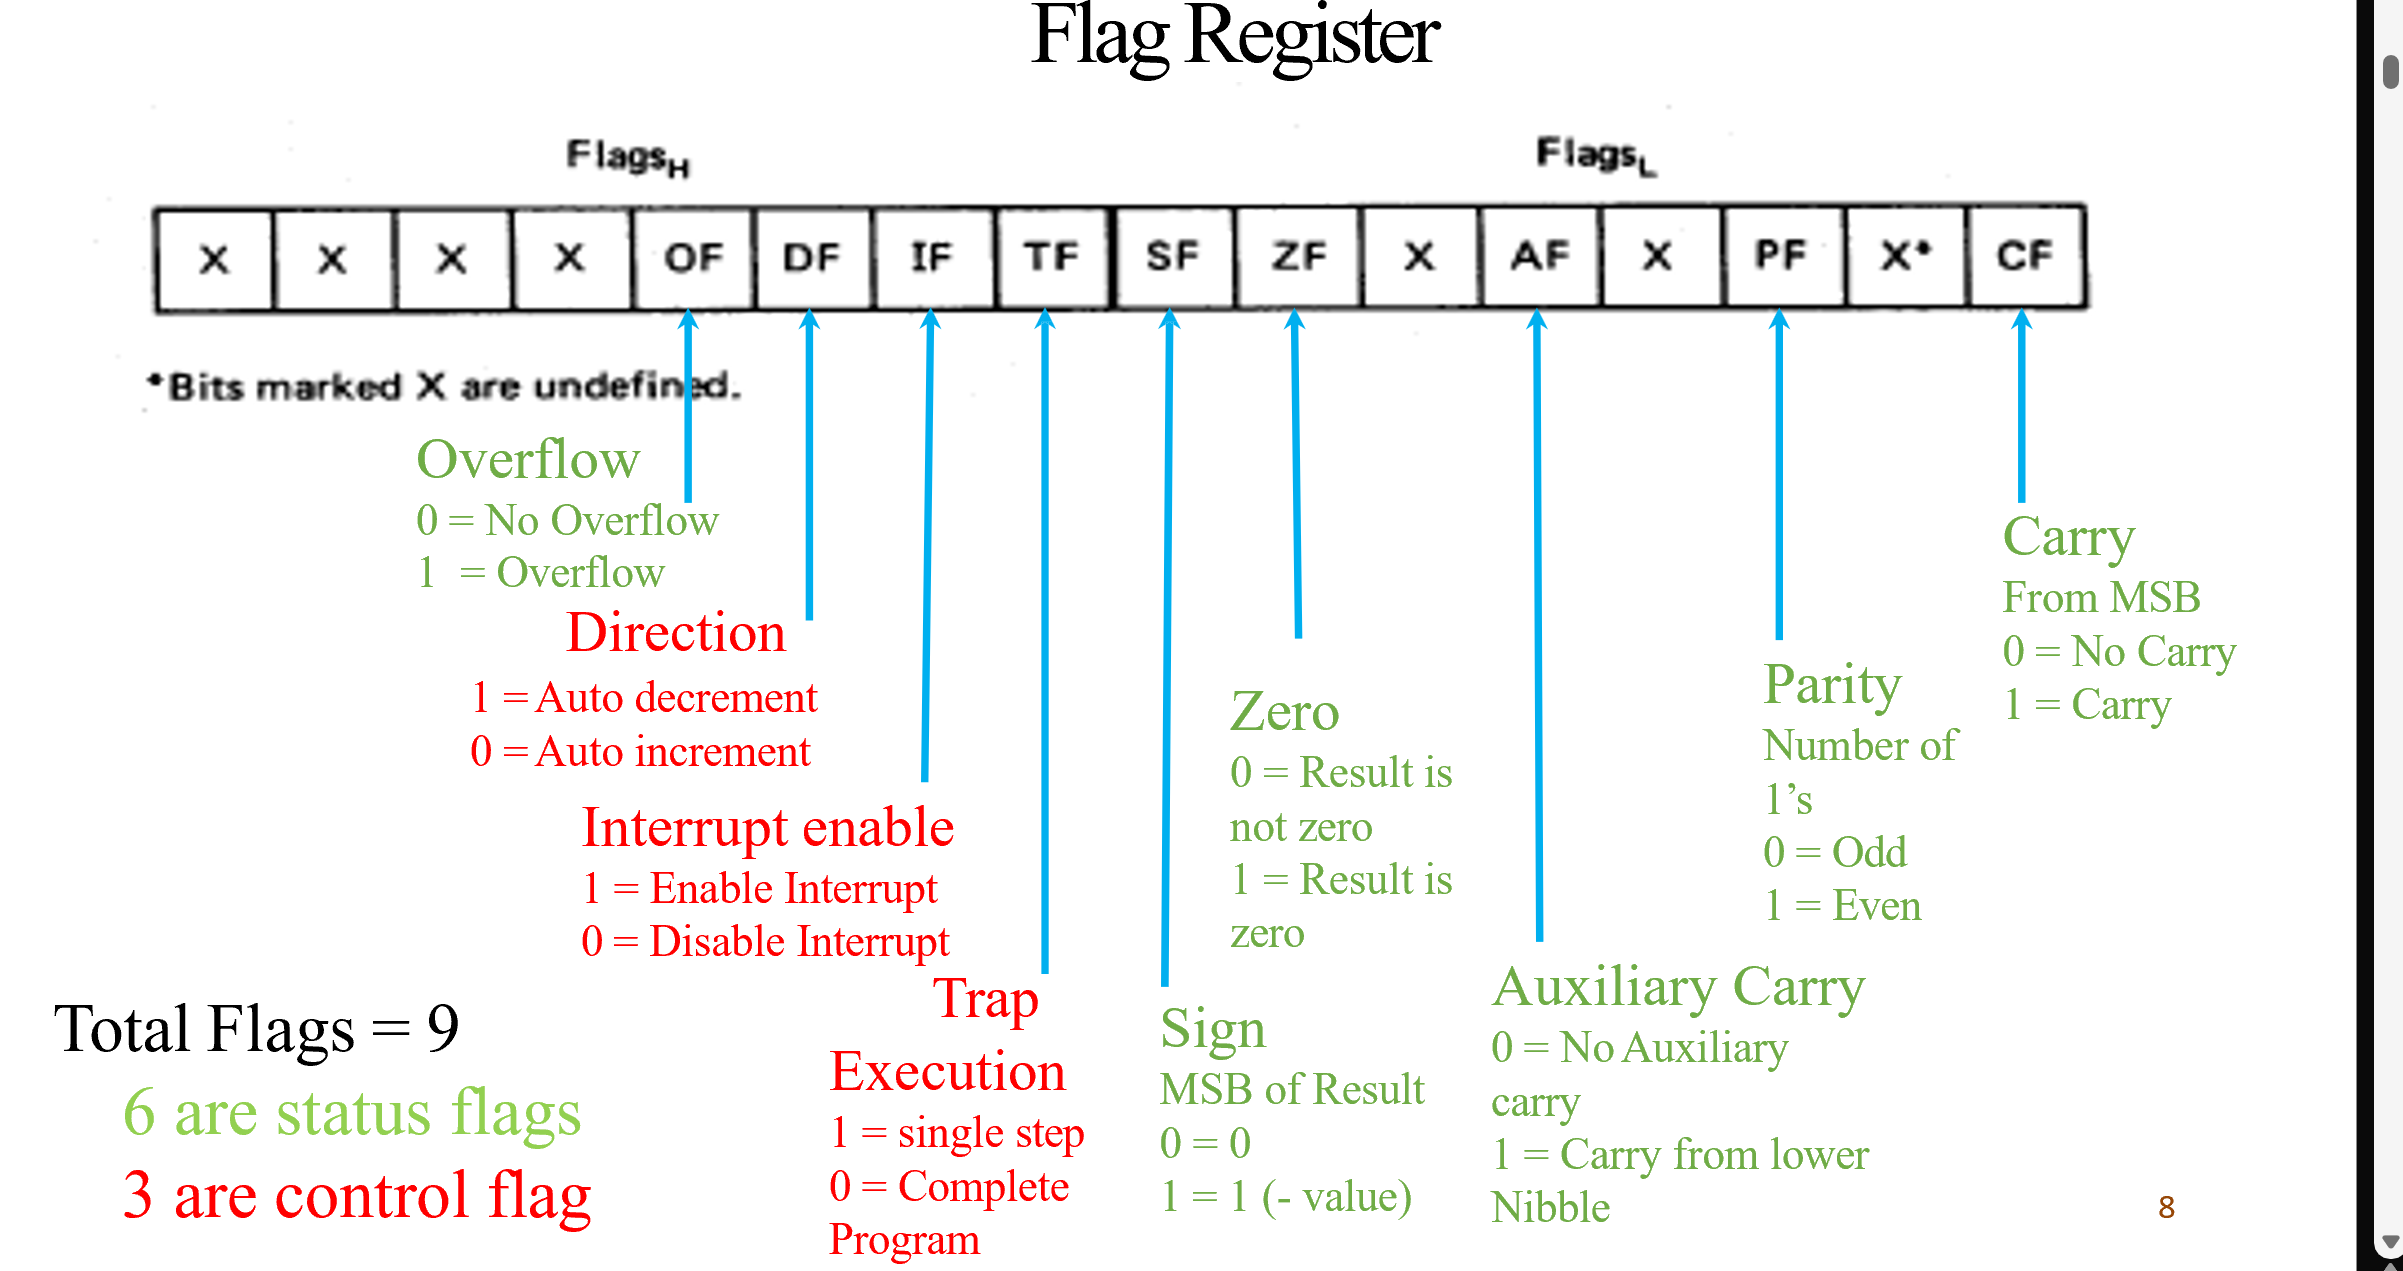 Flag Register
FlagsH
FlagsL
X X X X OF DF IF TF SF ZF X AF X PF X* CF
*Bits marked X are undefined.
Overflow
0 = No Overflow
1 = Overflow
Direction
1 = Auto decrement
0 = Auto increment
Interrupt enable
1 = Enable Interrupt
0 = Disable Interrupt
Trap
Execution
1 = single step
0 = Complete
Program
Sign
MSB of Result
0 = 0
1 = 1 (- value)
Zero
0 = Result is
not zero
1 = Result is
zero
Auxiliary Carry
0 = No Auxiliary
carry
1 = Carry from lower
Nibble
Parity
Number of
1’s
0 = Odd
1 = Even
Carry
From MSB
0 = No Carry
1 = Carry
Total Flags = 9
6 are status flags
3 are control flag
8